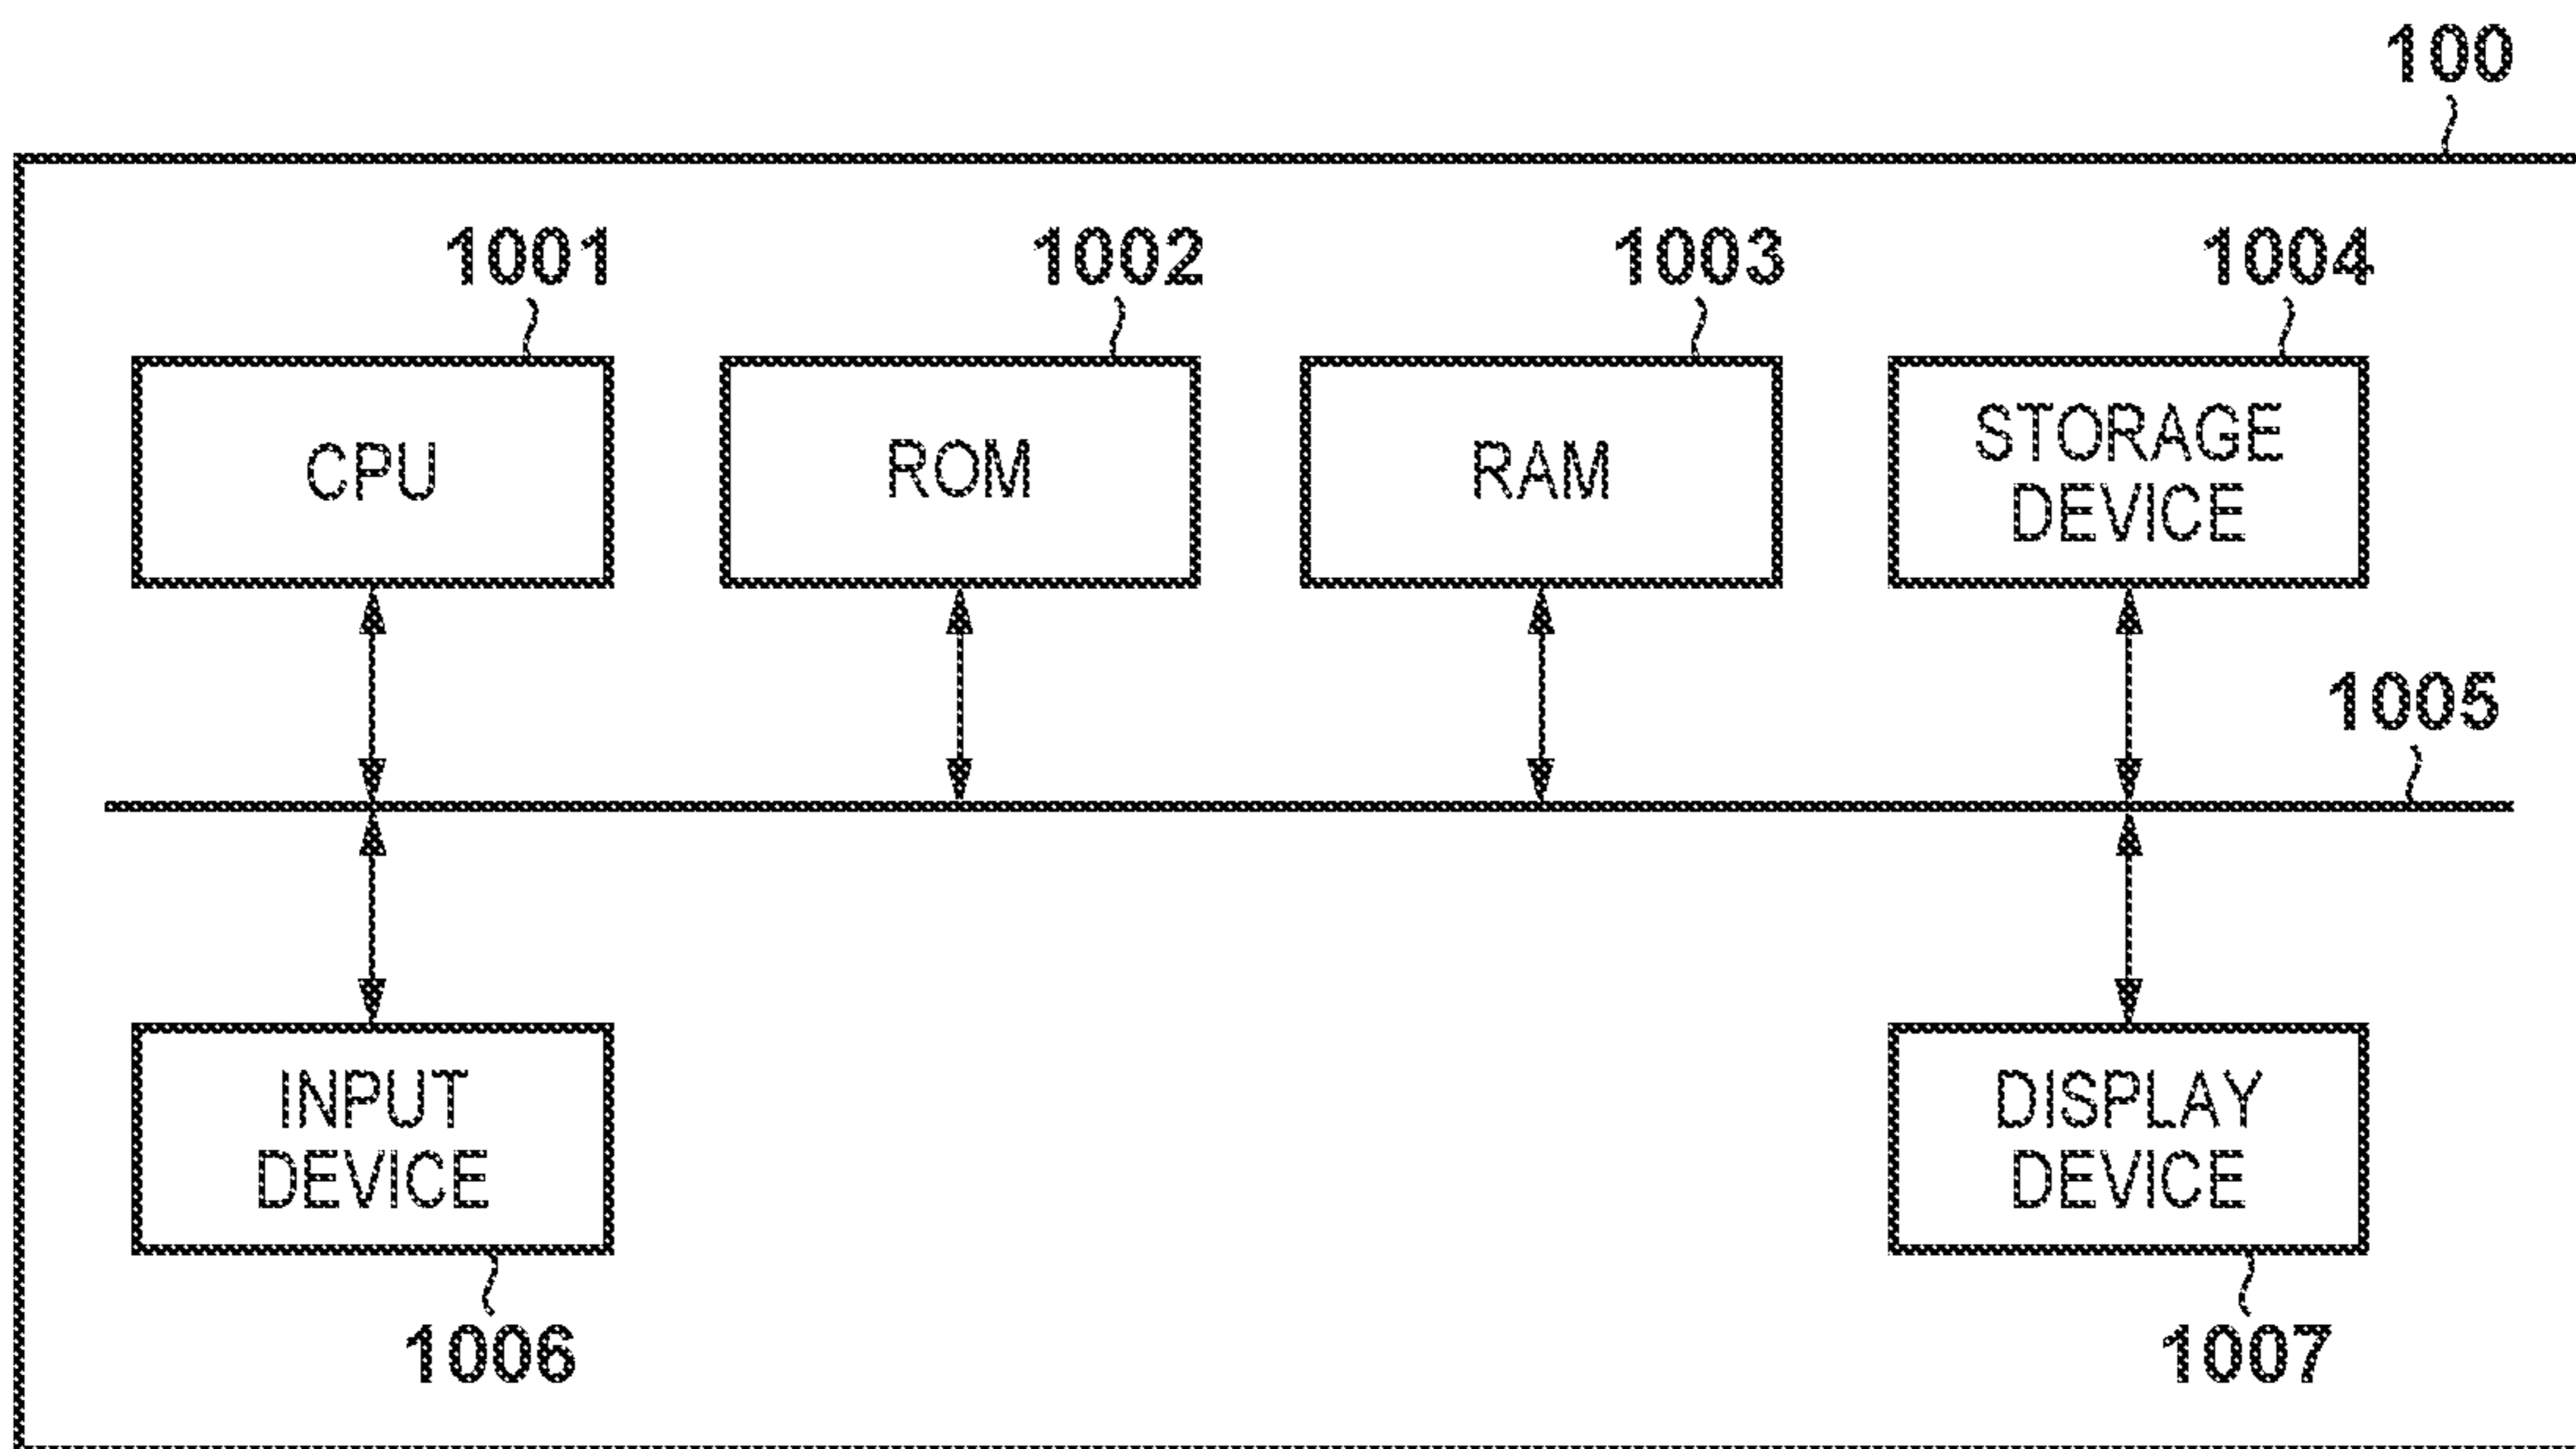 100
1001
1002
1003
1004
CPU
ROM
RAM
STORAGE
DEVICE
1005
INPUT
DEVICE
DISPLAY
DEVICE
1006
1007